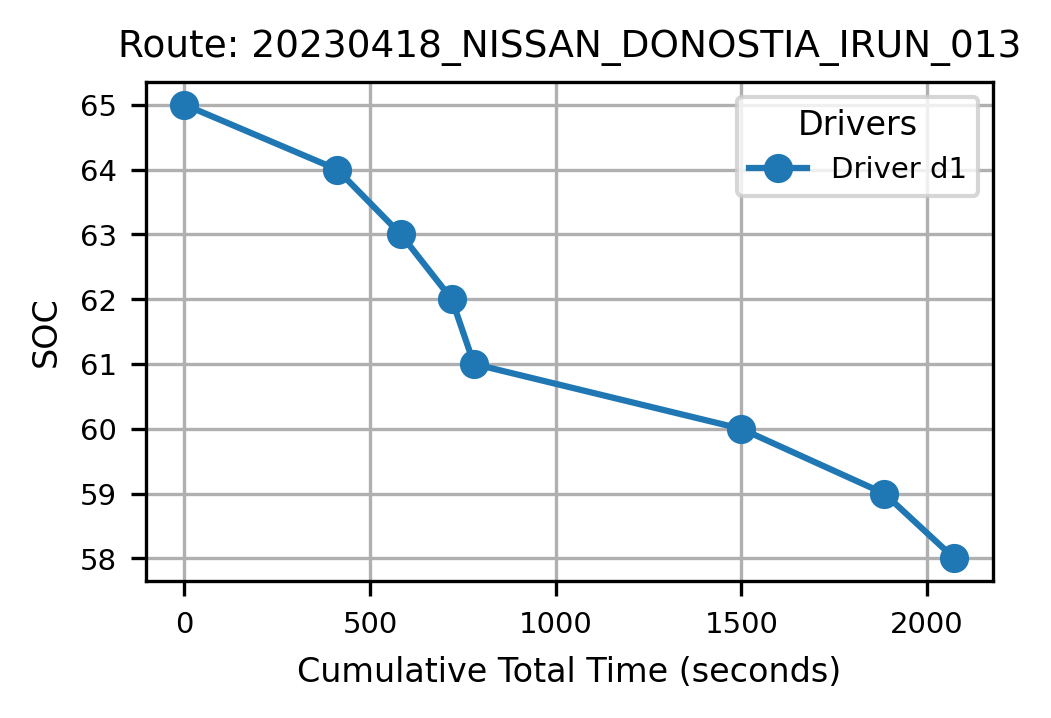 Route: 20230418_NISSAN_DONOSTIA_IRUN_013
Drivers
Driver d1
65
64
63
62
61
60
59
58
SOC
0 500 1000 1500 2000
Cumulative Total Time (seconds)